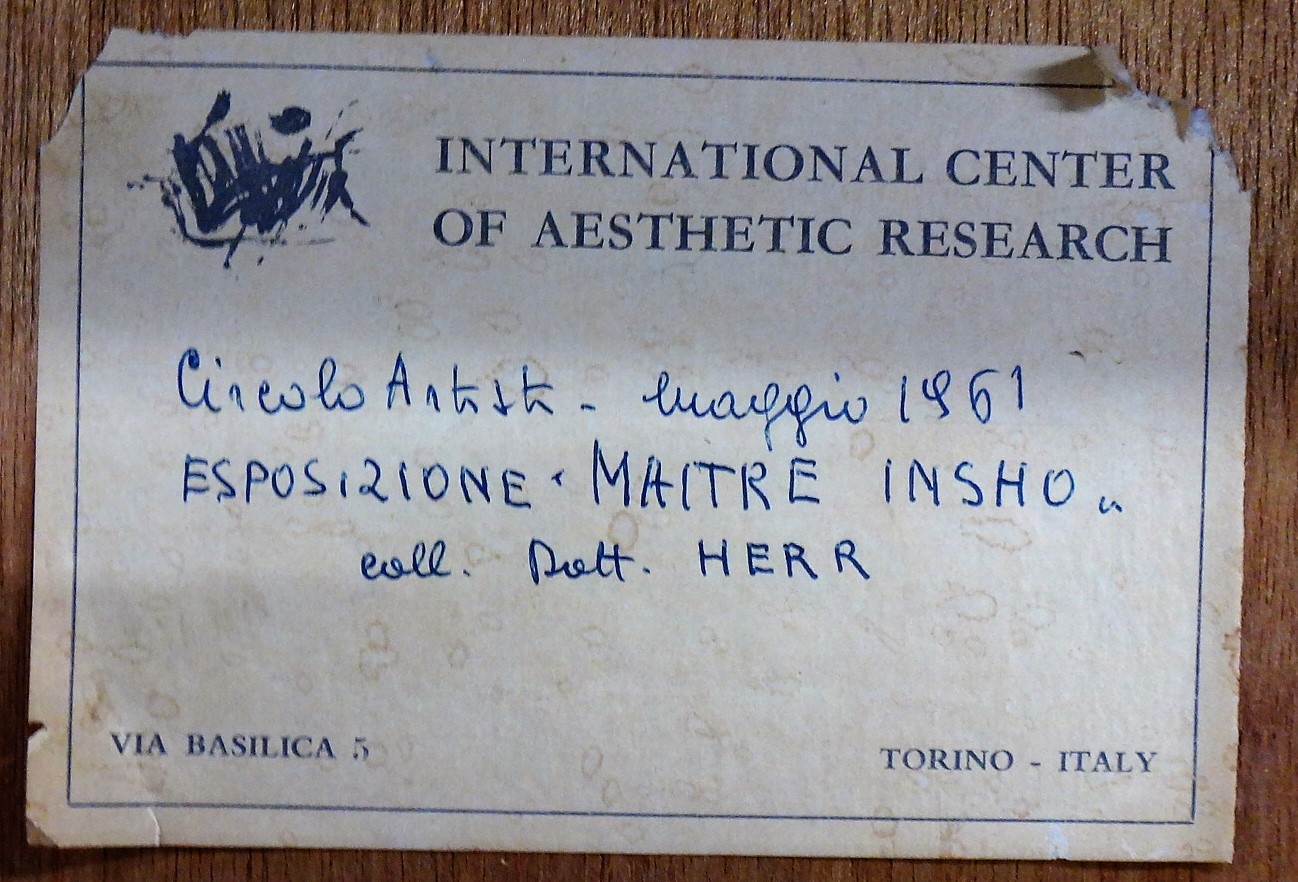 INTERNATIONAL CENTER
OF AESTHETIC RESEARCH
Circolo Artist. - maggio 1961
ESPOSIZIONE "MAITRE INSHO"
coll. Dott. HERR
VIA BASILICA 5
TORINO - ITALY